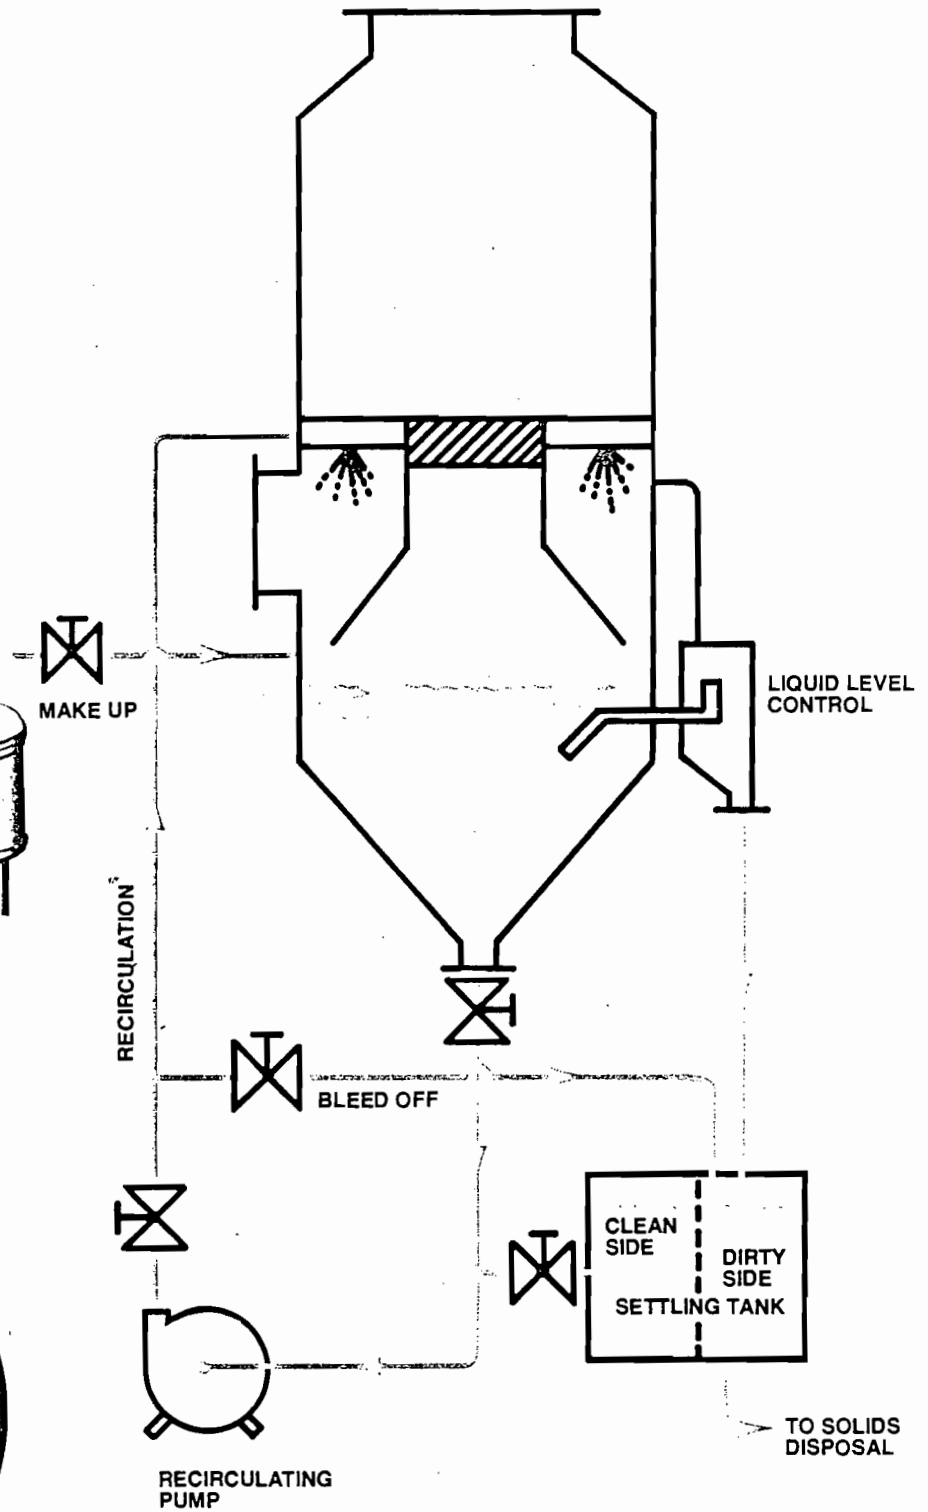 LIQUID LEVEL
CONTROL
MAKE UP
RECIRCULATION
BLEED OFF
CLEAN
SIDE
DIRTY
SIDE
SETTLING TANK
TO SOLIDS
DISPOSAL
RECIRCULATING
PUMP